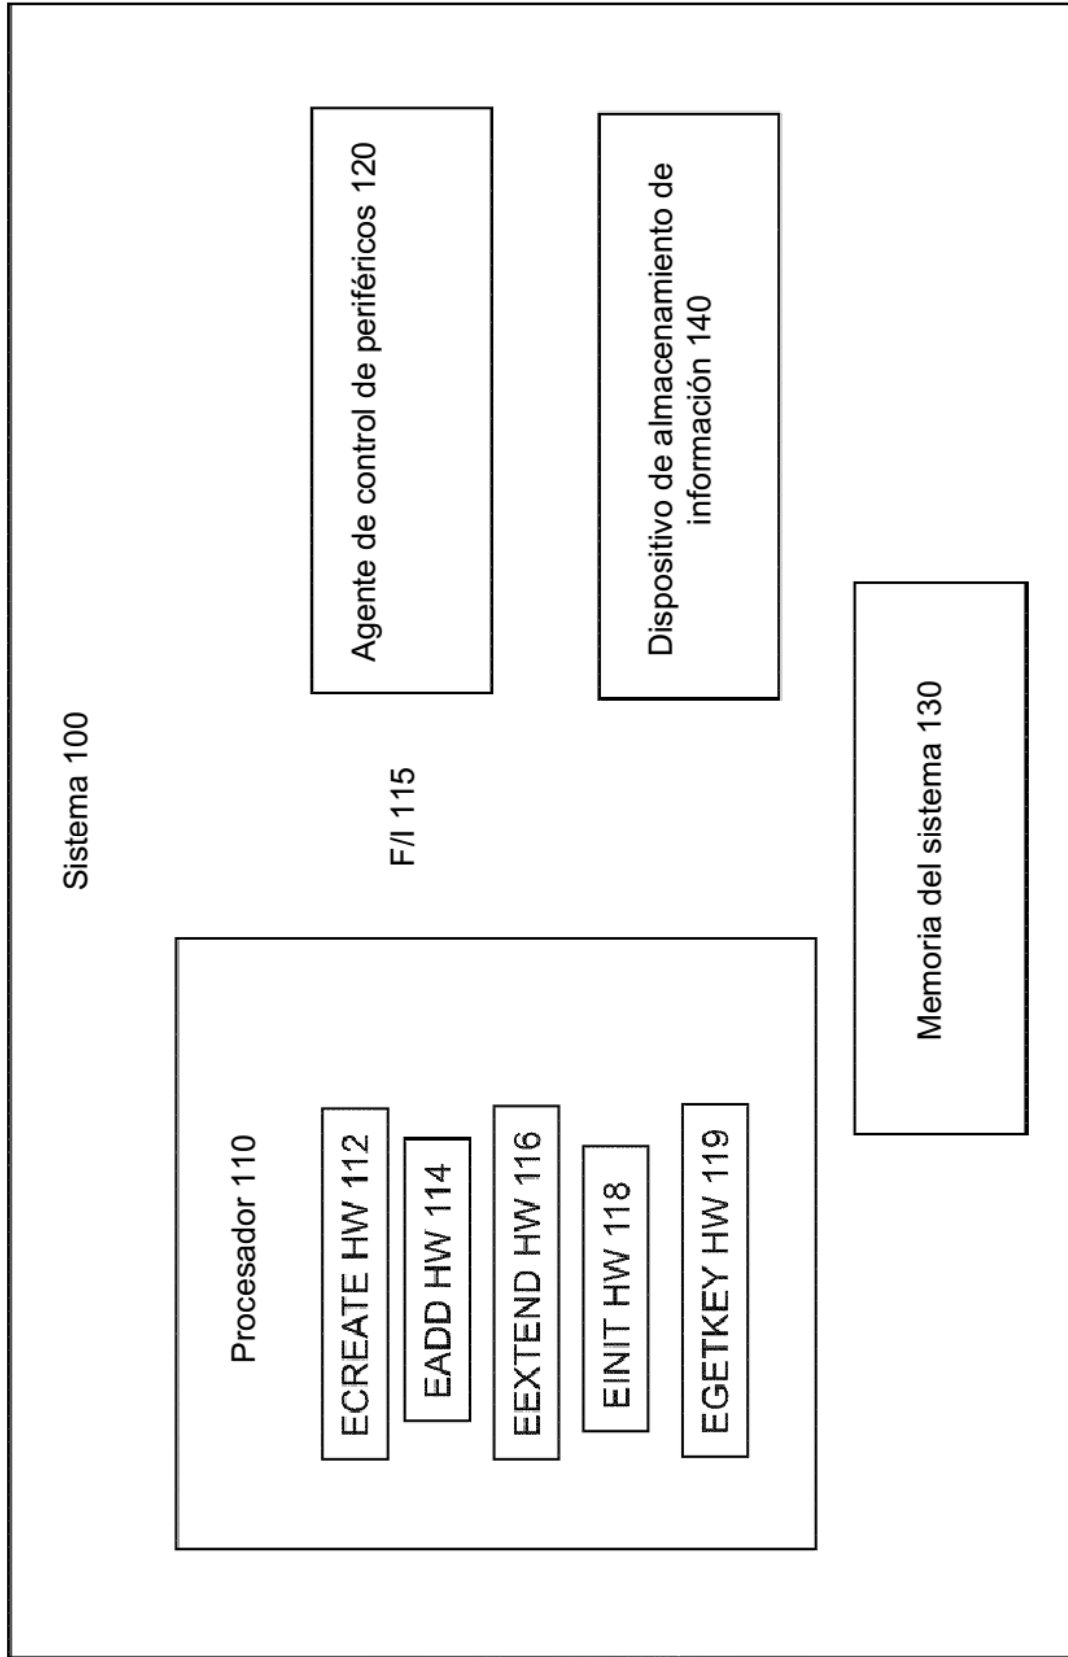 Sistema 100
Procesador 110
ECREATE HW 112
EADD HW 114
EEXTEND HW 116
EINIT HW 118
EGETKEY HW 119
F/I 115
Agente de control de periféricos 120
Dispositivo de almacenamiento de
información 140
Memoria del sistema 130